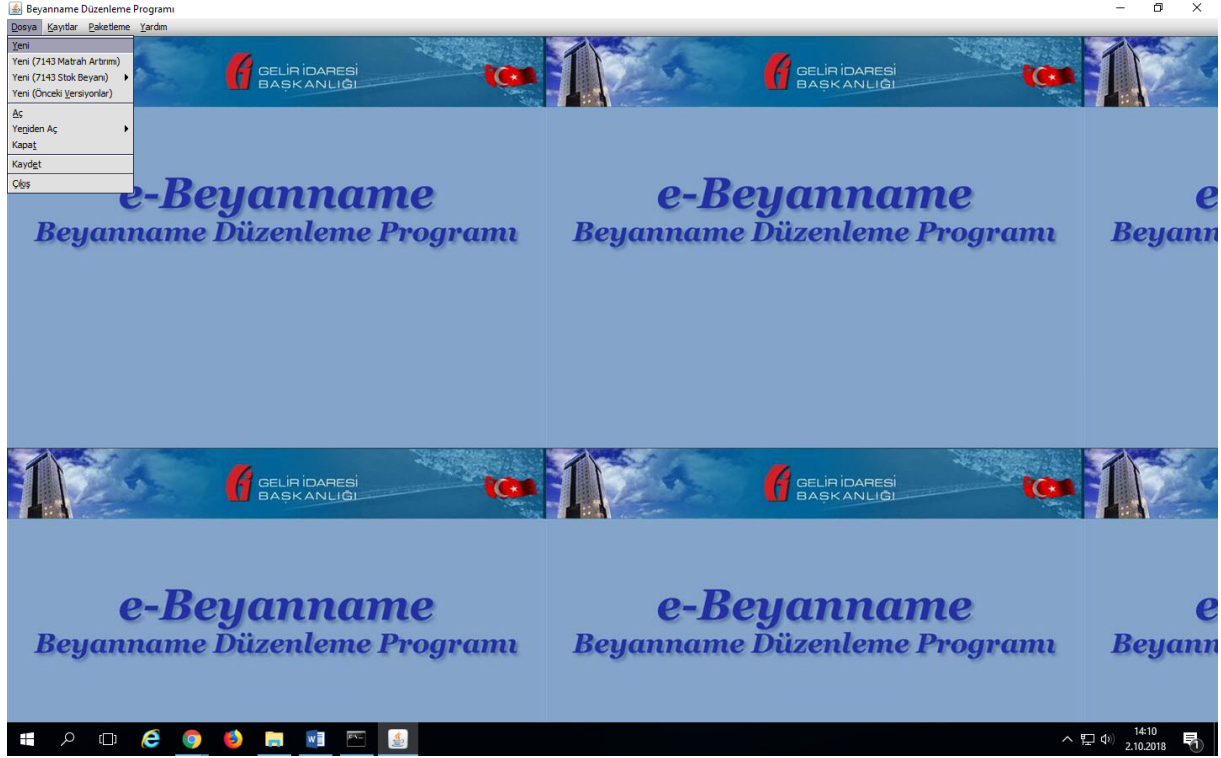 Beyanname Düzenleme Programı
Dosya Kayıtlar Paketleme Yardım
Yeni
Yeni (7143 Matrah Artırımı)
Yeni (7143 Stok Beyanı)
Yeni (Önceki Versiyonlar)
Aç
Yeniden Aç
Kapat
Kaydet
Çıkış
GELİR İDARESİ
BAŞKANLIĞI
GELİR İDARESİ
BAŞKANLIĞI
e-Beyanname
Beyanname Düzenleme Programı
e-Beyanname
Beyanname Düzenleme Programı
e
Beyann
GELİR İDARESİ
BAŞKANLIĞI
GELİR İDARESİ
BAŞKANLIĞI
e-Beyanname
Beyanname Düzenleme Programı
e-Beyanname
Beyanname Düzenleme Programı
e
Beyann
14:10
2.10.2018
1